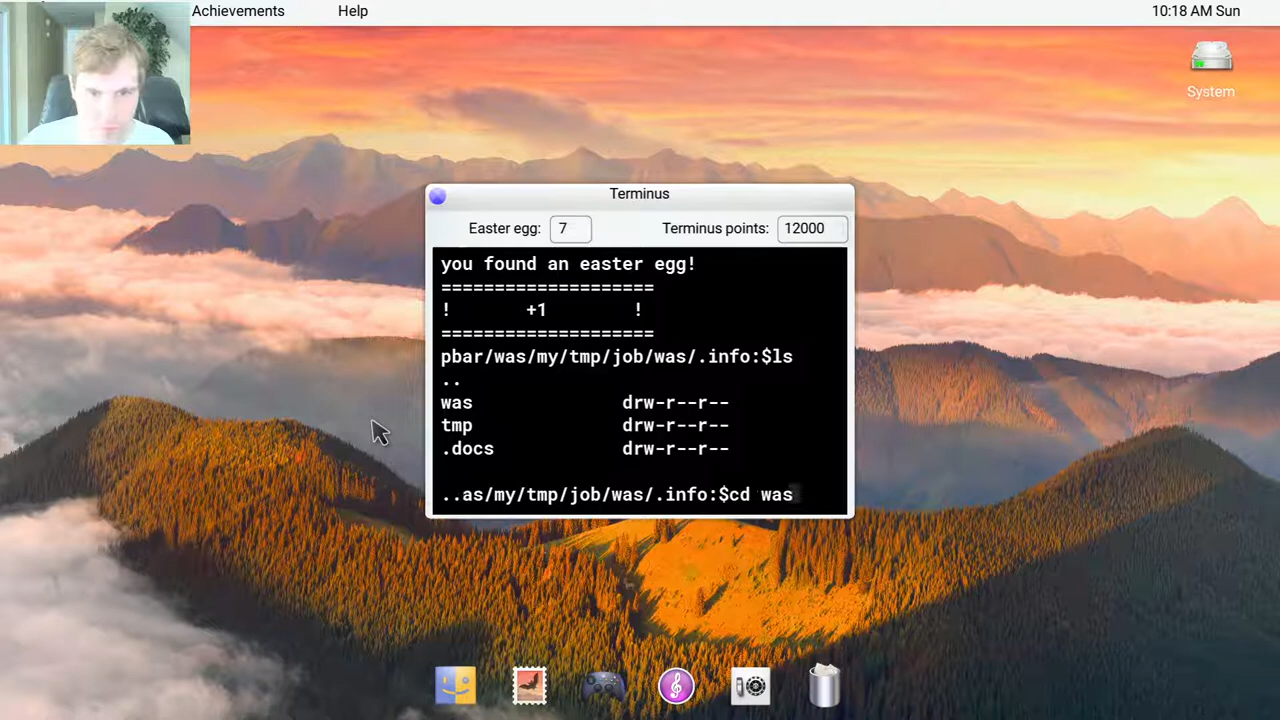 Achievements Help 10:18 AM Sun
System
Terminus
Easter egg: 7 Terminus points: 12000
you found an easter egg!
====================
! +1 !
====================
pbar/was/my/tmp/job/was/.info:$ls
..
was drw-r--r--
tmp drw-r--r--
.docs drw-r--r--
..as/my/tmp/job/was/.info:$cd was